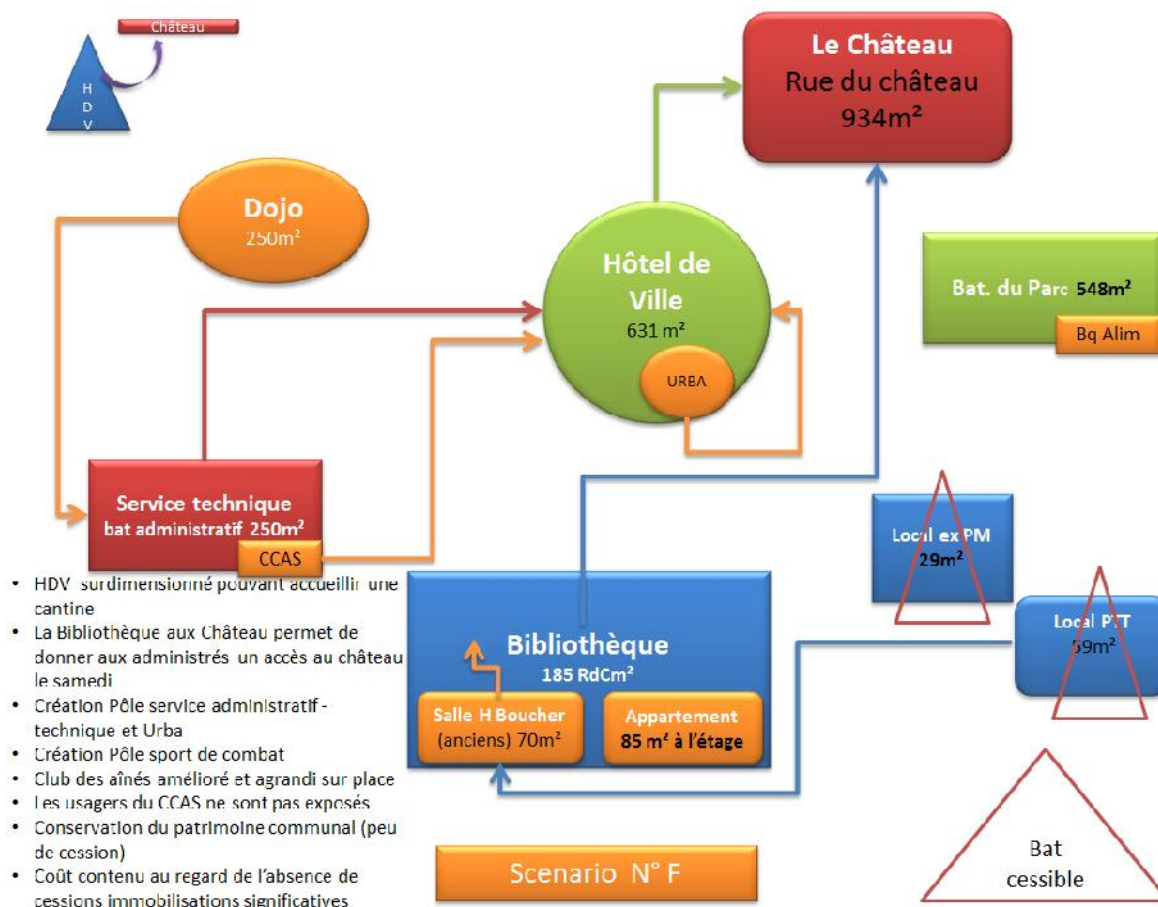 Château
H
D
V
Le Château
Rue du château
934m²
Dojo
250m²
Hôtel de
Ville
631 m²
URBA
Bat. du Parc 548m²
Bq Alim
Service technique
bat administratif 250m²
CCAS
Local ex PM
29m²
Local PTT
59m²
Bibliothèque
185 RdCm²
Salle H Boucher
(anciens) 70m²
Appartement
85 m² à l'étage
• HDV surdimensionné pouvant accueillir une
cantine
• La Bibliothèque aux Château permet de
donner aux administrés un accès au château
le samedi
• Création Pôle service administratif -
technique et Urba
• Création Pôle sport de combat
• Club des aînés amélioré et agrandi sur place
• Les usagers du CCAS ne sont pas exposés
• Conservation du patrimoine communal (peu
de cession)
• Coût contenu au regard de l'absence de
cessions immobilisations significatives
Scenario N° F
Bat
cessible